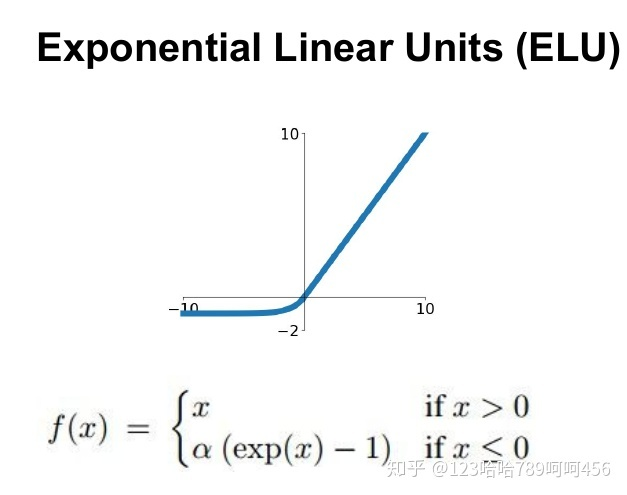 Exponential Linear Units (ELU)
10
−10
10
−2
f(x) = { x if x > 0
α (exp(x) − 1) if x ≤ 0
知乎 @123哈哈789呵呵456